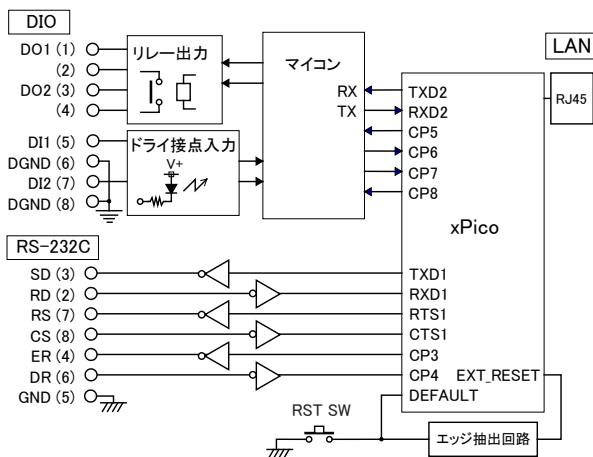 DIO
DO1 (1)
(2)
DO2 (3)
(4)
リレー出力
DI1 (5)
DGND (6)
DI2 (7)
DGND (8)
ドライ接点入力
V+
マイコン
RX
TX
TXD2
RXD2
CP5
CP6
CP7
CP8
xPico
LAN
RJ45
RS-232C
SD (3)
RD (2)
RS (7)
CS (8)
ER (4)
DR (6)
GND (5)
TXD1
RXD1
RTS1
CTS1
CP3
CP4
EXT_RESET
DEFAULT
RST SW
エッジ抽出回路